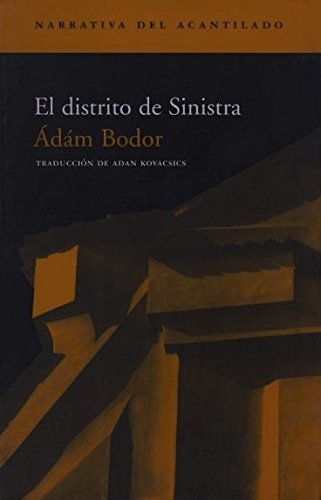 NARRATIVA DEL ACANTILADO
El distrito de Sinistra
Ádám Bodor
TRADUCCIÓN DE ADAN KOVACSICS